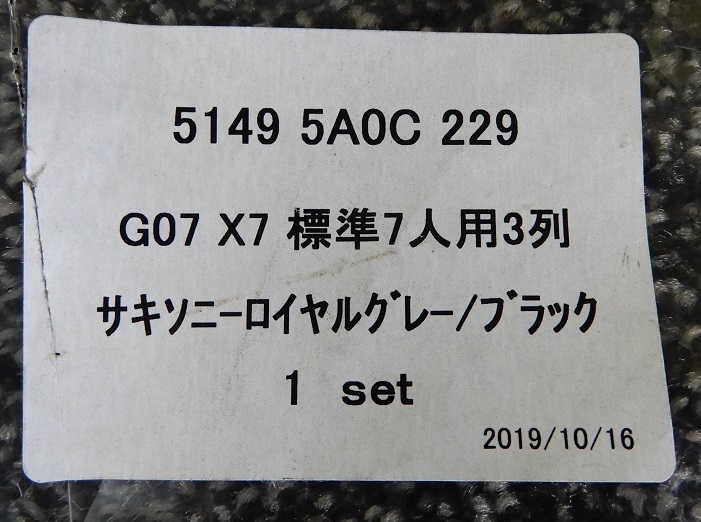 5149 5A0C 229
G07 X7 標準7人用3列
サキソニーロイヤルグレー/ブラック
1 set
2019/10/16